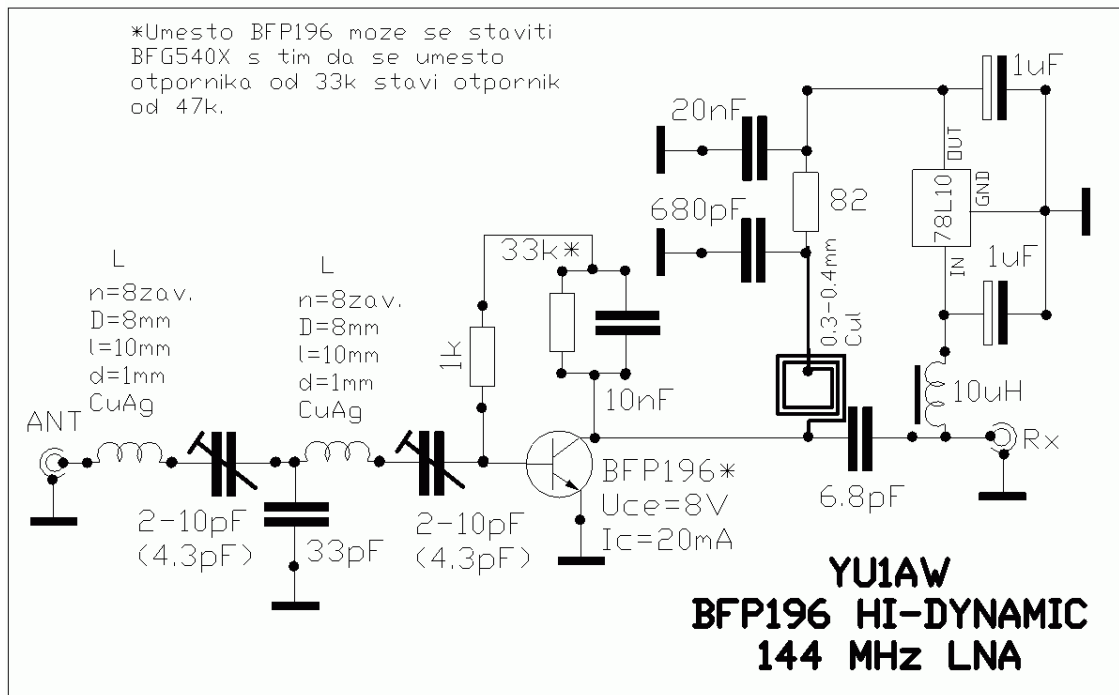 *Umesto BFP196 moze se staviti
BFG540X s tim da se umesto
otpornika od 33k stavi otpornik
od 47k.
1uF
20nF
OUT
82
78L10
GND
680pF
IN
1uF
33k*
0.3-0.4mm
Cul
L
n=8zav.
D=8mm
l=10mm
d=1mm
CuAg
L
n=8zav.
D=8mm
l=10mm
d=1mm
CuAg
1k
10nF
10uH
ANT
Rx
BFP196*
Uce=8V
Ic=20mA
6.8pF
2-10pF
(4.3pF)
33pF
2-10pF
(4.3pF)
YU1AW
BFP196 HI-DYNAMIC
144 MHz LNA